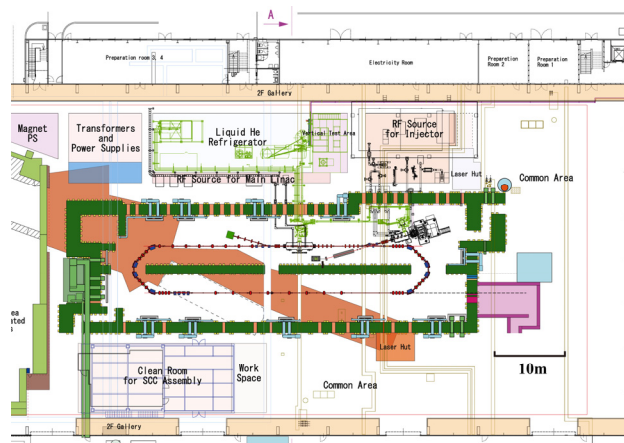 A
Preparation room 3, 4
Electricity Room
Preparation
Room 2
Preparation
Room 1
2F Gallery
Magnet
PS
Transformers
and
Power Supplies
Liquid He
Refrigerator
Vertical Test Area
RF Source
for Injector
Source for Main Linac
Laser Hut
Common Area
Laser Hut
10m
Clean Room
for SCC Assembly
Work
Space
Common Area
2F Gallery